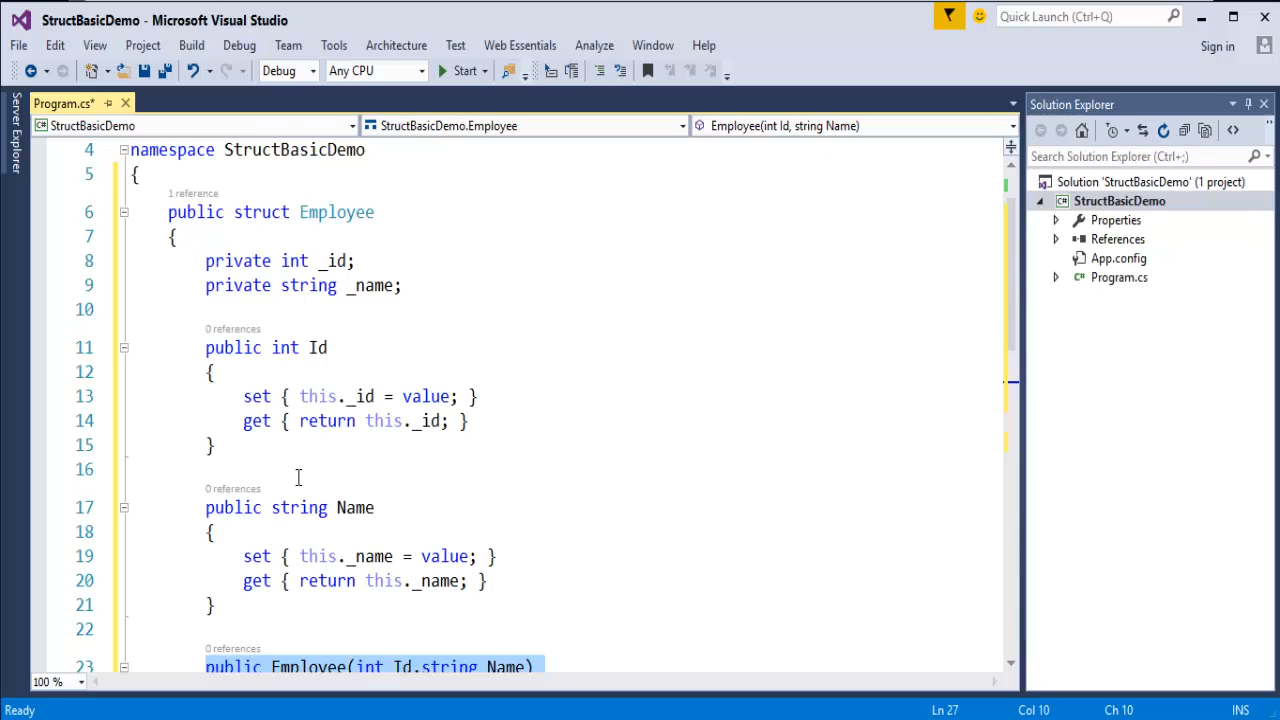 StructBasicDemo - Microsoft Visual Studio
Quick Launch (Ctrl+Q)
File Edit View Project Build Debug Team Tools Architecture Test Web Essentials Analyze Window Help
Sign in
Debug Any CPU Start
Server Explorer
Program.cs*
Solution Explorer
StructBasicDemo StructBasicDemo.Employee Employee(int Id, string Name)
Search Solution Explorer (Ctrl+;)
Solution 'StructBasicDemo' (1 project)
StructBasicDemo
Properties
References
App.config
Program.cs
4 namespace StructBasicDemo
5 {
1 reference
6 public struct Employee
7 {
8 private int _id;
9 private string _name;
10
0 references
11 public int Id
12 {
13 set { this._id = value; }
14 get { return this._id; }
15 }
16
0 references
17 public string Name
18 {
19 set { this._name = value; }
20 get { return this._name; }
21 }
22
0 references
23 public Employee(int Id,string Name)
100 %
Ready Ln 27 Col 10 Ch 10 INS